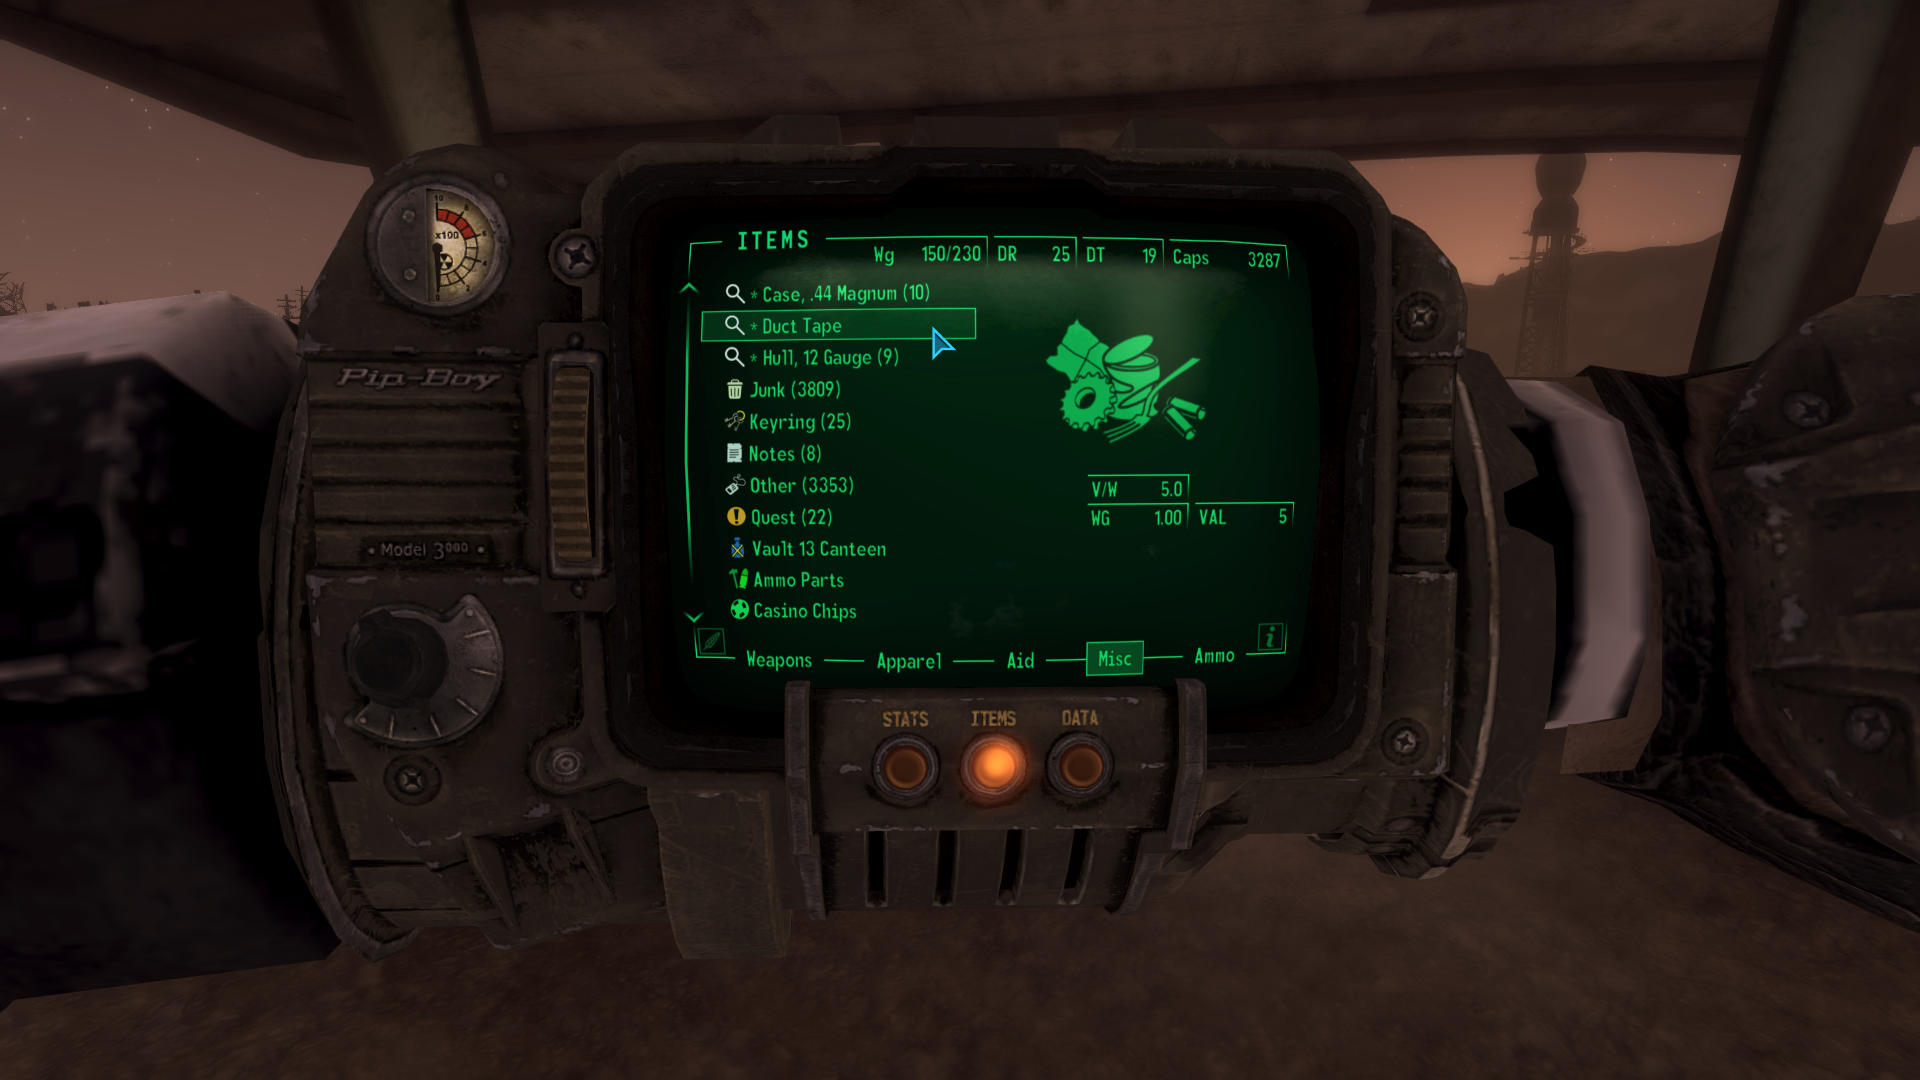 ITEMS
Wg 150/230 DR 25 DT 19 Caps 3287
* Case, .44 Magnum (10)
* Duct Tape
* Hull, 12 Gauge (9)
Junk (3809)
Keyring (25)
Notes (8)
Other (3353)
Quest (22)
Vault 13 Canteen
Ammo Parts
Casino Chips
V/W 5.0
WG 1.00 VAL 5
Weapons Apparel Aid Misc Ammo
STATS ITEMS DATA
Pip-Boy
Model 3000
x100
10